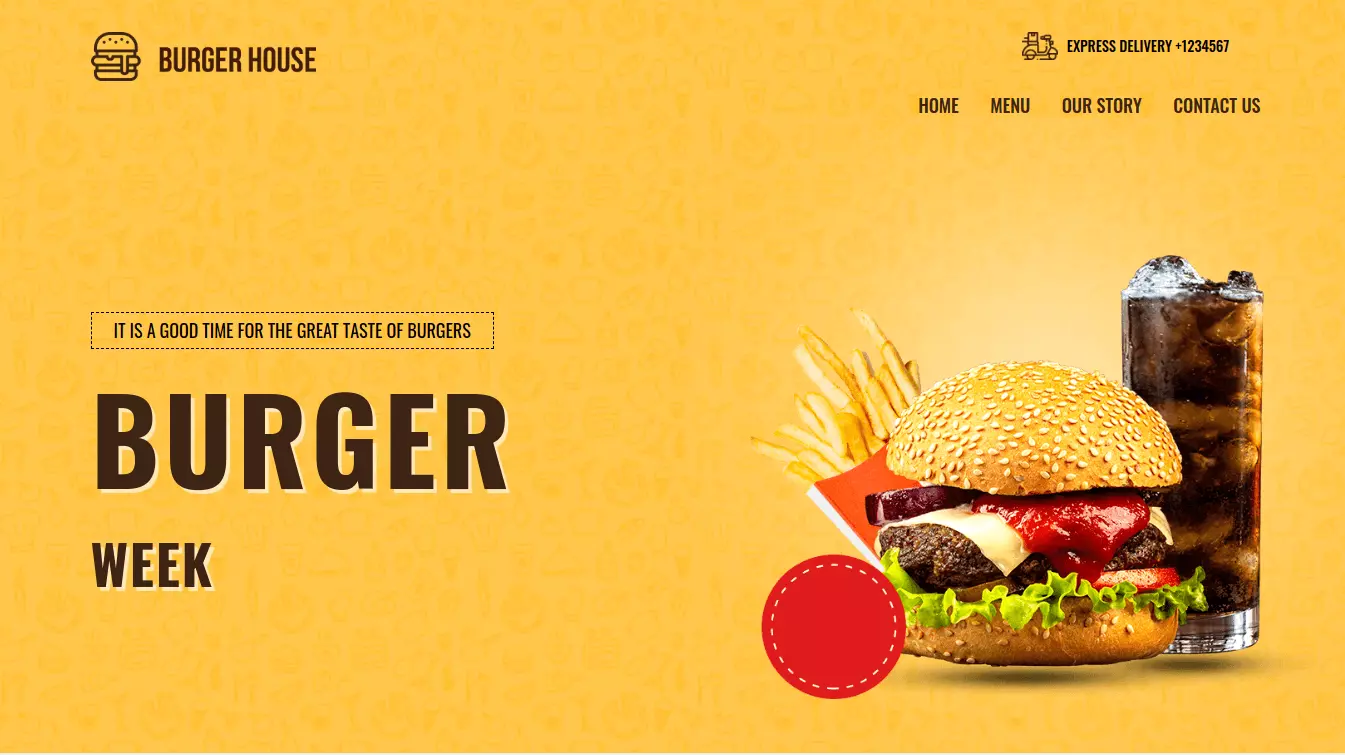 BURGER HOUSE
EXPRESS DELIVERY +1234567
HOME MENU OUR STORY CONTACT US
IT IS A GOOD TIME FOR THE GREAT TASTE OF BURGERS
BURGER
WEEK